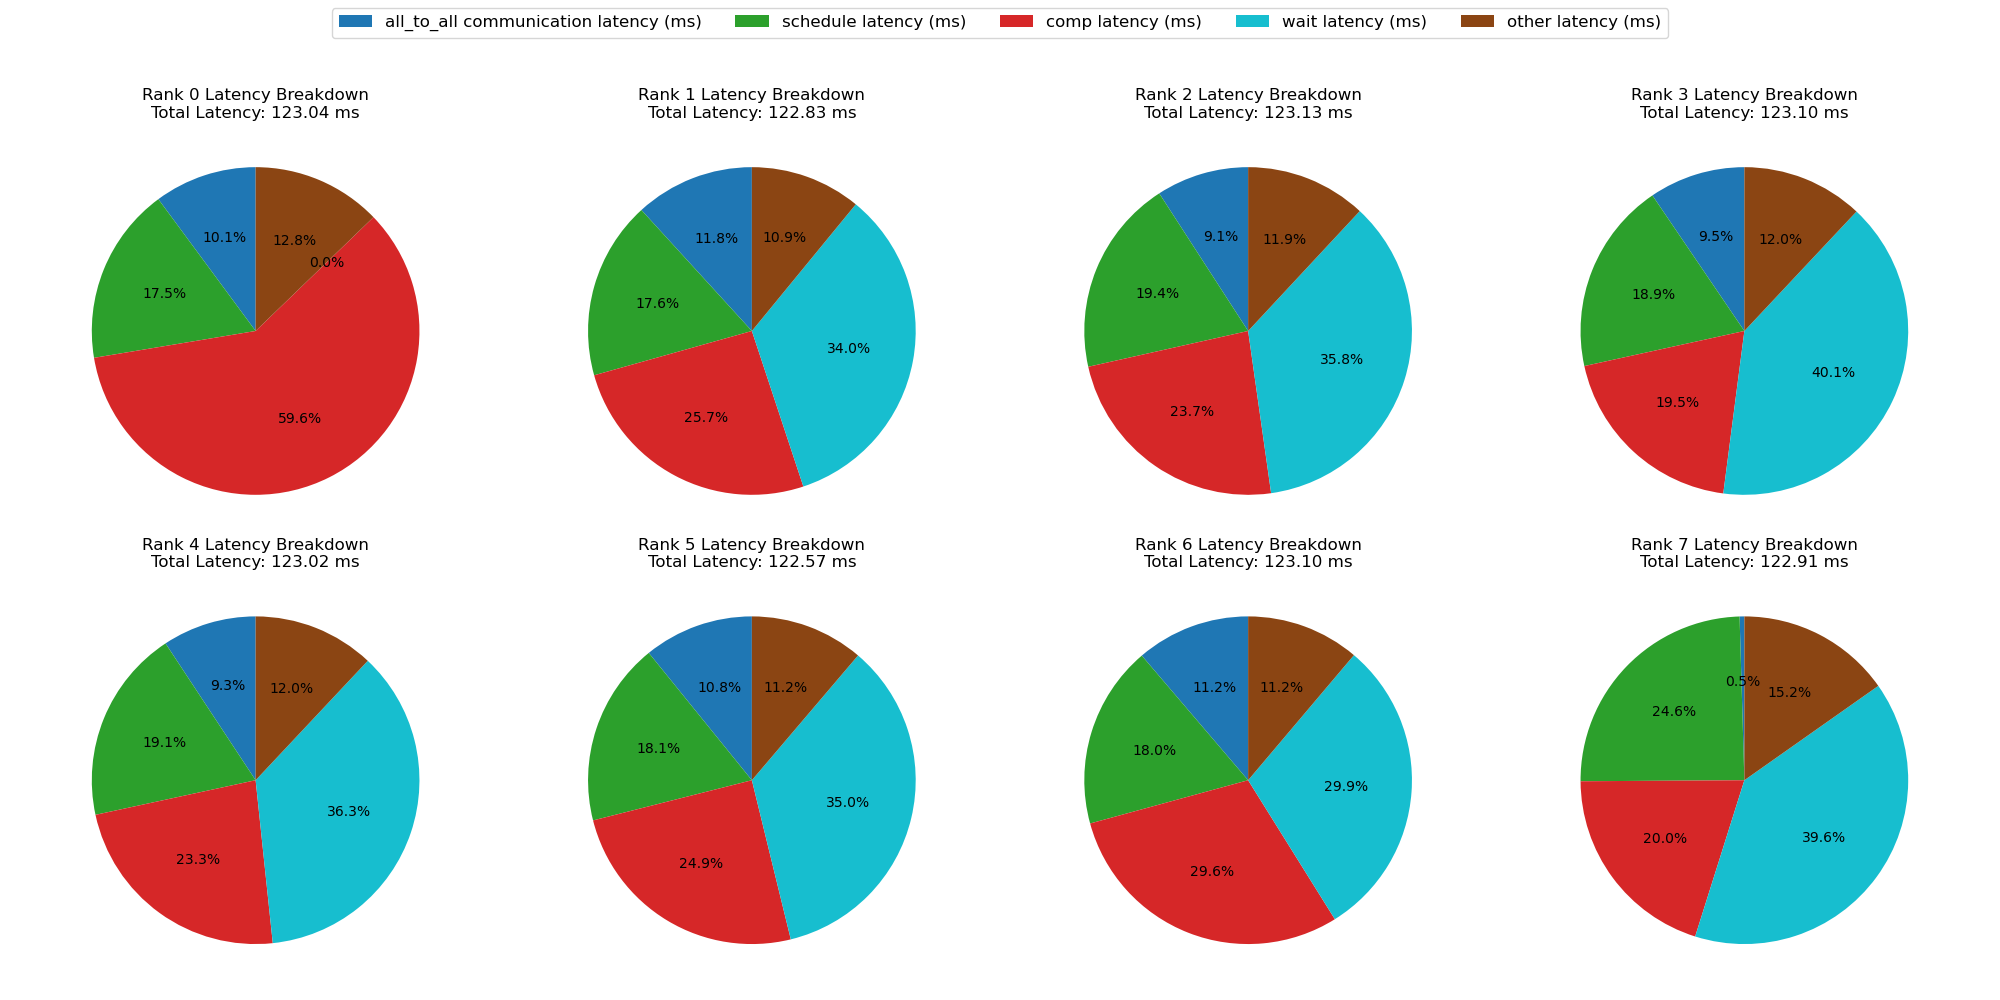 all_to_all communication latency (ms) schedule latency (ms) comp latency (ms) wait latency (ms) other latency (ms)
Rank 0 Latency Breakdown
Total Latency: 123.04 ms
10.1%
17.5%
59.6%
0.0%
12.8%
Rank 1 Latency Breakdown
Total Latency: 122.83 ms
11.8%
17.6%
25.7%
34.0%
10.9%
Rank 2 Latency Breakdown
Total Latency: 123.13 ms
9.1%
19.4%
23.7%
35.8%
11.9%
Rank 3 Latency Breakdown
Total Latency: 123.10 ms
9.5%
18.9%
19.5%
40.1%
12.0%
Rank 4 Latency Breakdown
Total Latency: 123.02 ms
9.3%
19.1%
23.3%
36.3%
12.0%
Rank 5 Latency Breakdown
Total Latency: 122.57 ms
10.8%
18.1%
24.9%
35.0%
11.2%
Rank 6 Latency Breakdown
Total Latency: 123.10 ms
11.2%
18.0%
29.6%
29.9%
11.2%
Rank 7 Latency Breakdown
Total Latency: 122.91 ms
0.5%
24.6%
20.0%
39.6%
15.2%